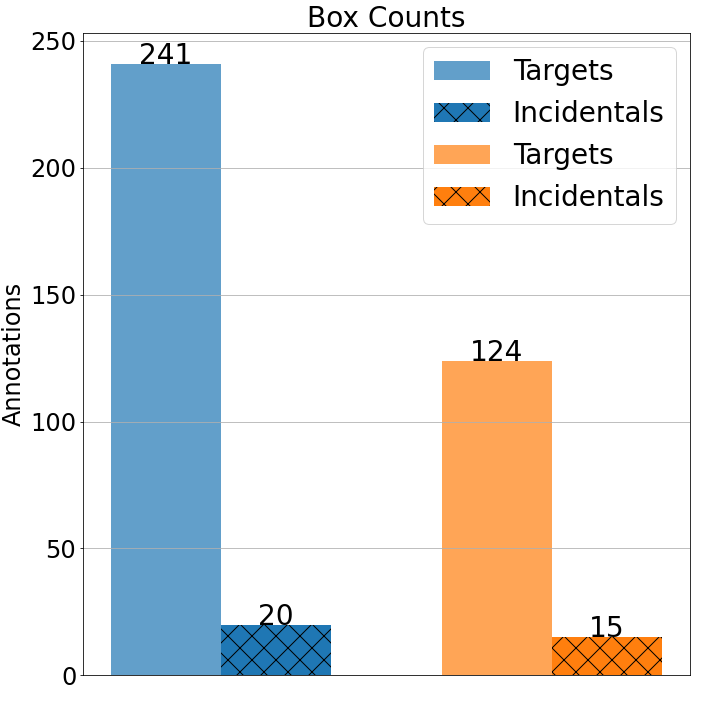 Box Counts
250
241
Targets
Incidentals
Targets
Incidentals
200
150
124
100
50
20
15
0
Annotations